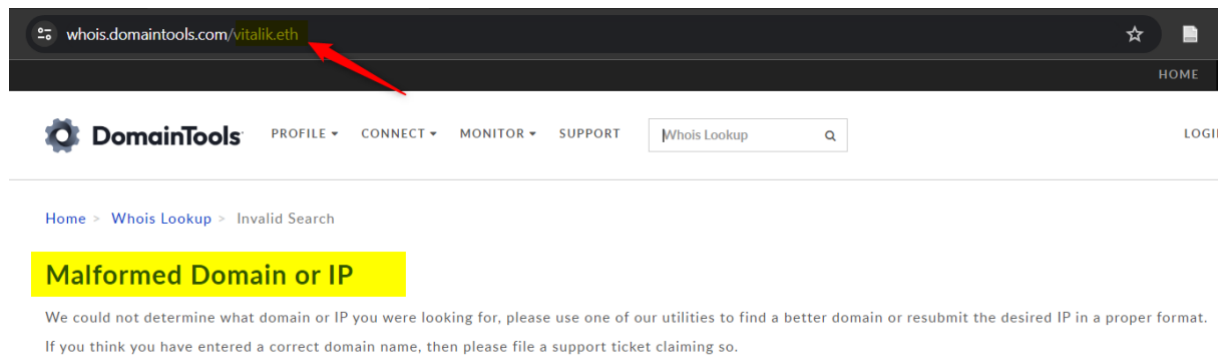 whois.domaintools.com/vitalik.eth
HOME
DomainTools PROFILE CONNECT MONITOR SUPPORT Whois Lookup LOGI
Home > Whois Lookup > Invalid Search
Malformed Domain or IP
We could not determine what domain or IP you were looking for, please use one of our utilities to find a better domain or resubmit the desired IP in a proper format.
If you think you have entered a correct domain name, then please file a support ticket claiming so.